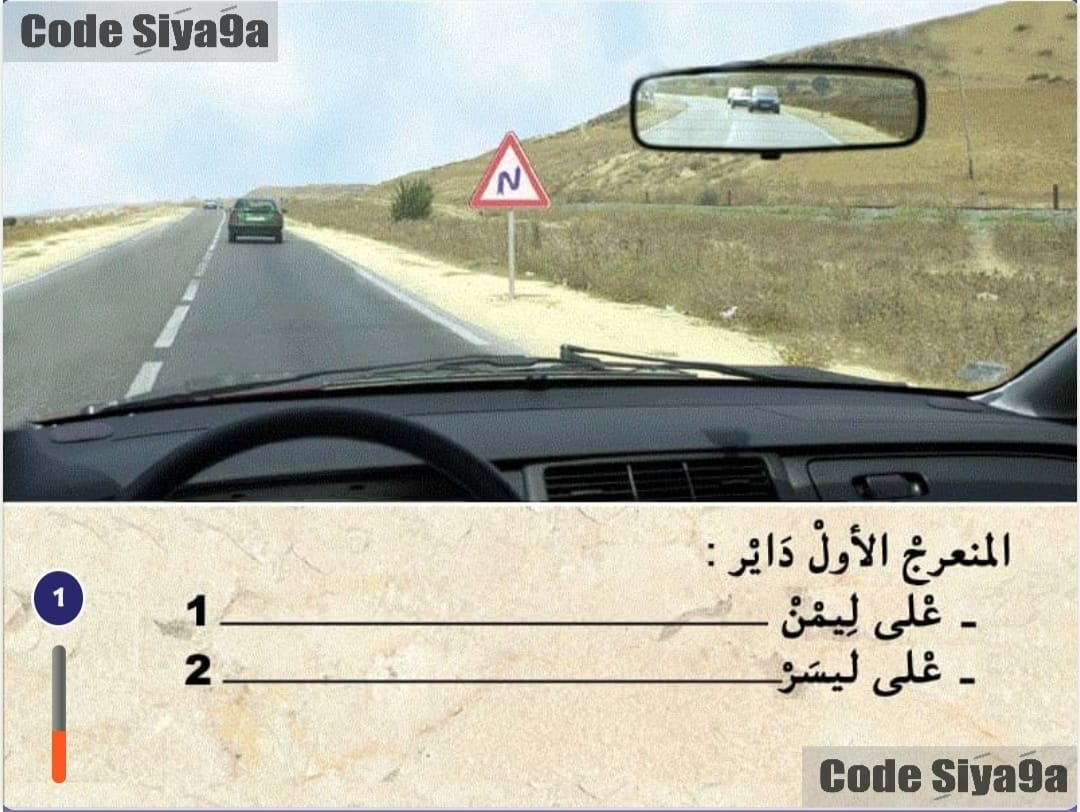 Code Siya9a
المنعرجْ الأولْ دَايْر :
ـ عْلى لِيمْنْ 1
ـ عْلى ليسَرْ 2
1
Code Siya9a